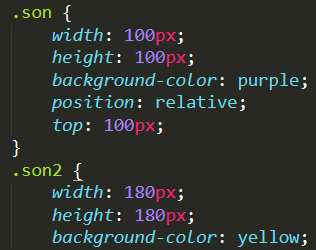 .son {
width: 100px;
height: 100px;
background-color: purple;
position: relative;
top: 100px;
}
.son2 {
width: 180px;
height: 180px;
background-color: yellow;